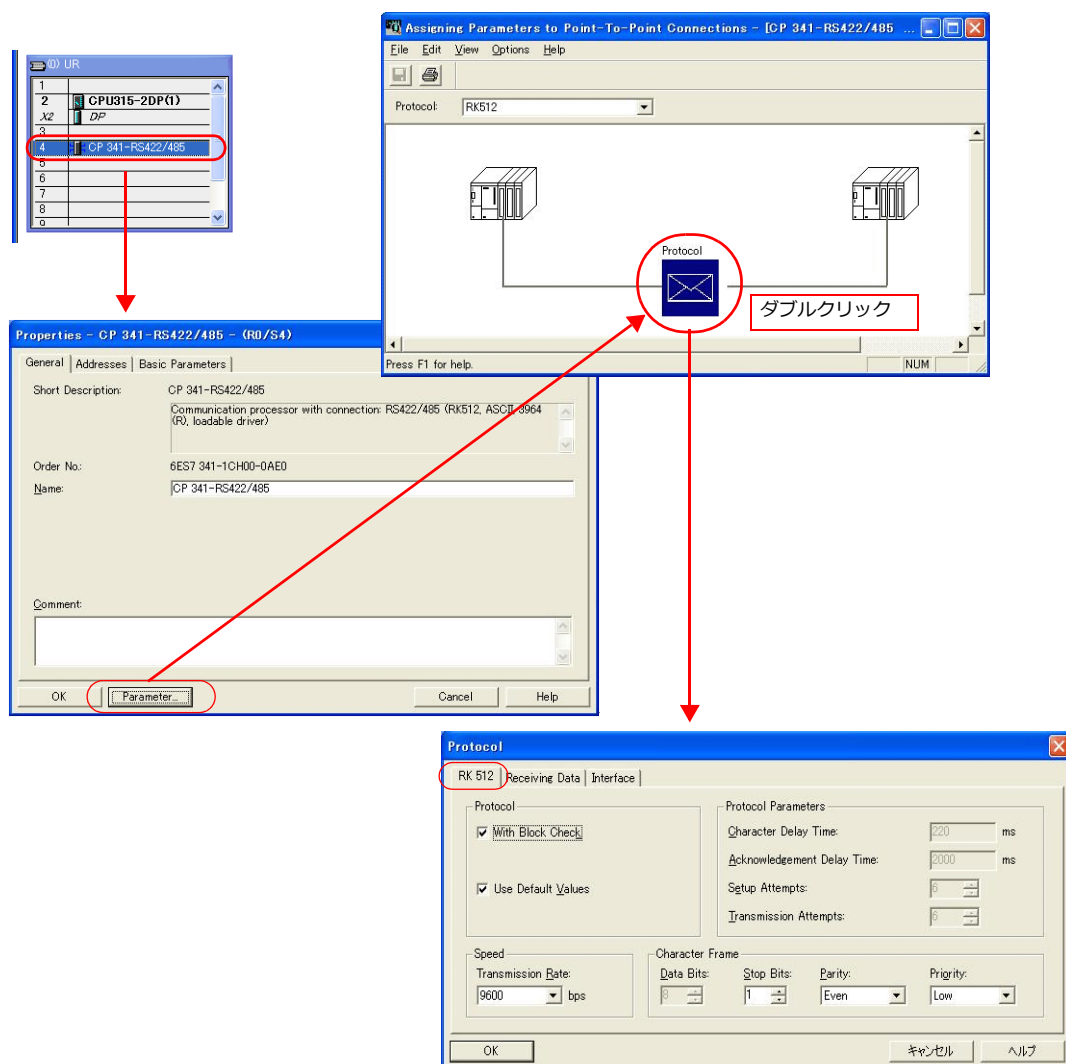 (0) UR
1
2 CPU315-2DP(1)
X2 DP
3
4 CP 341-RS422/485
5
6
7
8
9
Assigning Parameters to Point-To-Point Connections - [CP 341-RS422/485 ...
File Edit View Options Help
Protocol: RK512
Protocol
ダブルクリック
Press F1 for help.
NUM
Properties - CP 341-RS422/485 - (R0/S4)
General Addresses Basic Parameters
Short Description: CP 341-RS422/485
Communication processor with connection: RS422/485 (RK512, ASCII, 3964
(R), loadable driver)
Order No.: 6ES7 341-1CH00-0AE0
Name: CP 341-RS422/485
Comment:
OK Parameter... Cancel Help
Protocol
RK 512 Receiving Data Interface
Protocol
With Block Check
Use Default Values
Protocol Parameters
Character Delay Time: 220 ms
Acknowledgement Delay Time: 2000 ms
Setup Attempts: 6
Transmission Attempts: 6
Speed
Transmission Rate:
9600 bps
Character Frame
Data Bits: Stop Bits: Parity: Priority:
8 1 Even Low
OK キャンセル ヘルプ